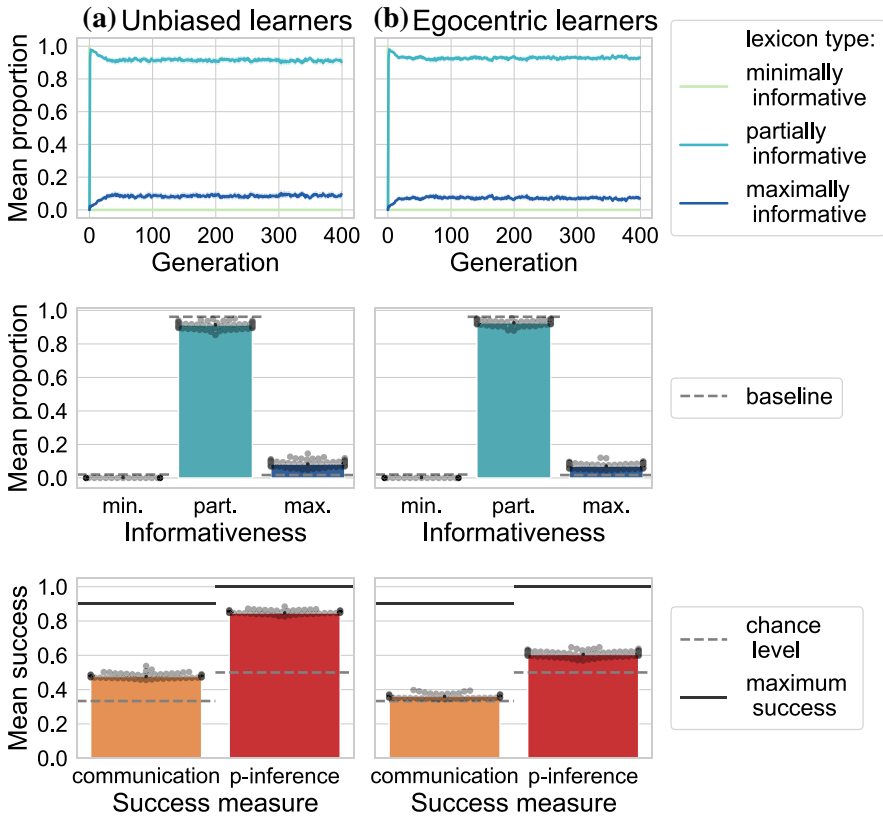 (a) Unbiased learners
(b) Egocentric learners
Mean proportion
1.0
0.8
0.6
0.4
0.2
0.0
0 100 200 300 400
Generation
0 100 200 300 400
Generation
lexicon type:
minimally
informative
partially
informative
maximally
informative
Mean proportion
1.0
0.8
0.6
0.4
0.2
0.0
min. part. max.
Informativeness
min. part. max.
Informativeness
baseline
Mean success
1.0
0.8
0.6
0.4
0.2
0.0
communication p-inference
Success measure
communication p-inference
Success measure
chance
level
maximum
success